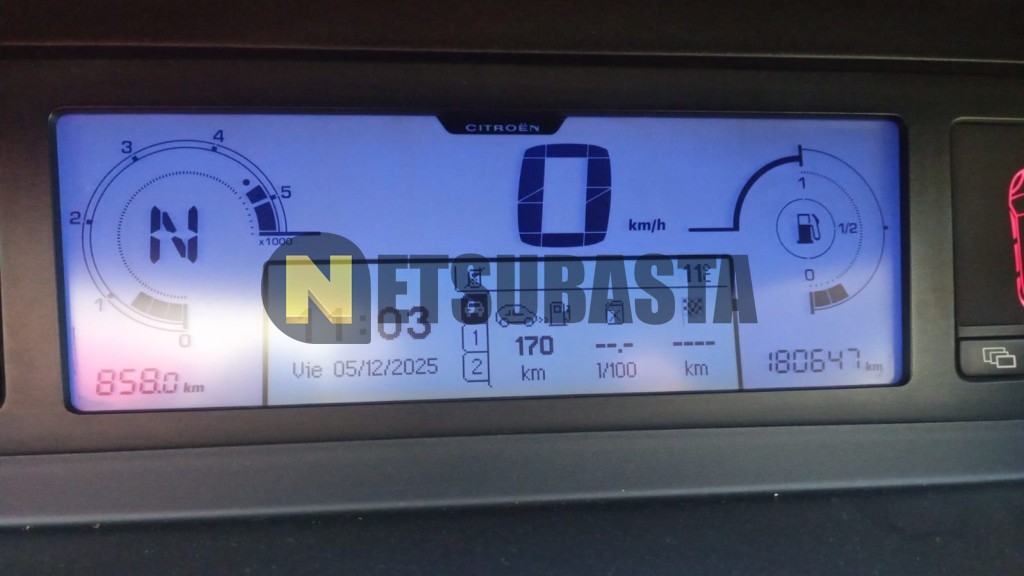 CITROËN
4
3
5
2
x1000
1
0
N
0
km/h
1
1/2
0
NETSUBASTA
11°C
:03
1
2
Vie 05/12/2025
170
km
--.-
1/100
----
km
858.0 km
180647 km